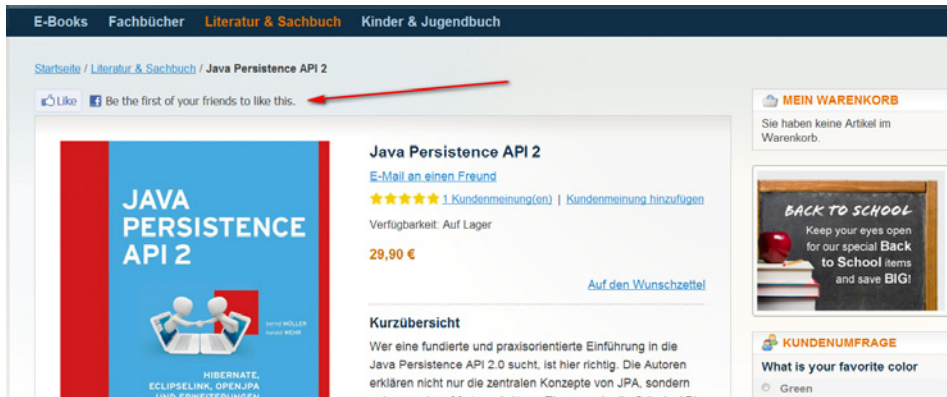 E-Books Fachbücher Literatur & Sachbuch Kinder & Jugendbuch
Startseite / Literatur & Sachbuch / Java Persistence API 2
Like Be the first of your friends to like this.
JAVA
PERSISTENCE
API 2
bernd MÜLLER
harald WEHR
HIBERNATE,
ECLIPSELINK, OPENJPA
UND ERWEITERUNGEN
Java Persistence API 2
E-Mail an einen Freund
1 Kundenmeinung(en) | Kundenmeinung hinzufügen
Verfügbarkeit: Auf Lager
29,90 €
Auf den Wunschzettel
Kurzübersicht
Wer eine fundierte und praxisorientierte Einführung in die
Java Persistence API 2.0 sucht, ist hier richtig. Die Autoren
erklären nicht nur die zentralen Konzepte von JPA, sondern
MEIN WARENKORB
Sie haben keine Artikel im
Warenkorb.
BACK TO SCHOOL
Keep your eyes open
for our special Back
to School items
and save BIG!
KUNDENUMFRAGE
What is your favorite color
Green